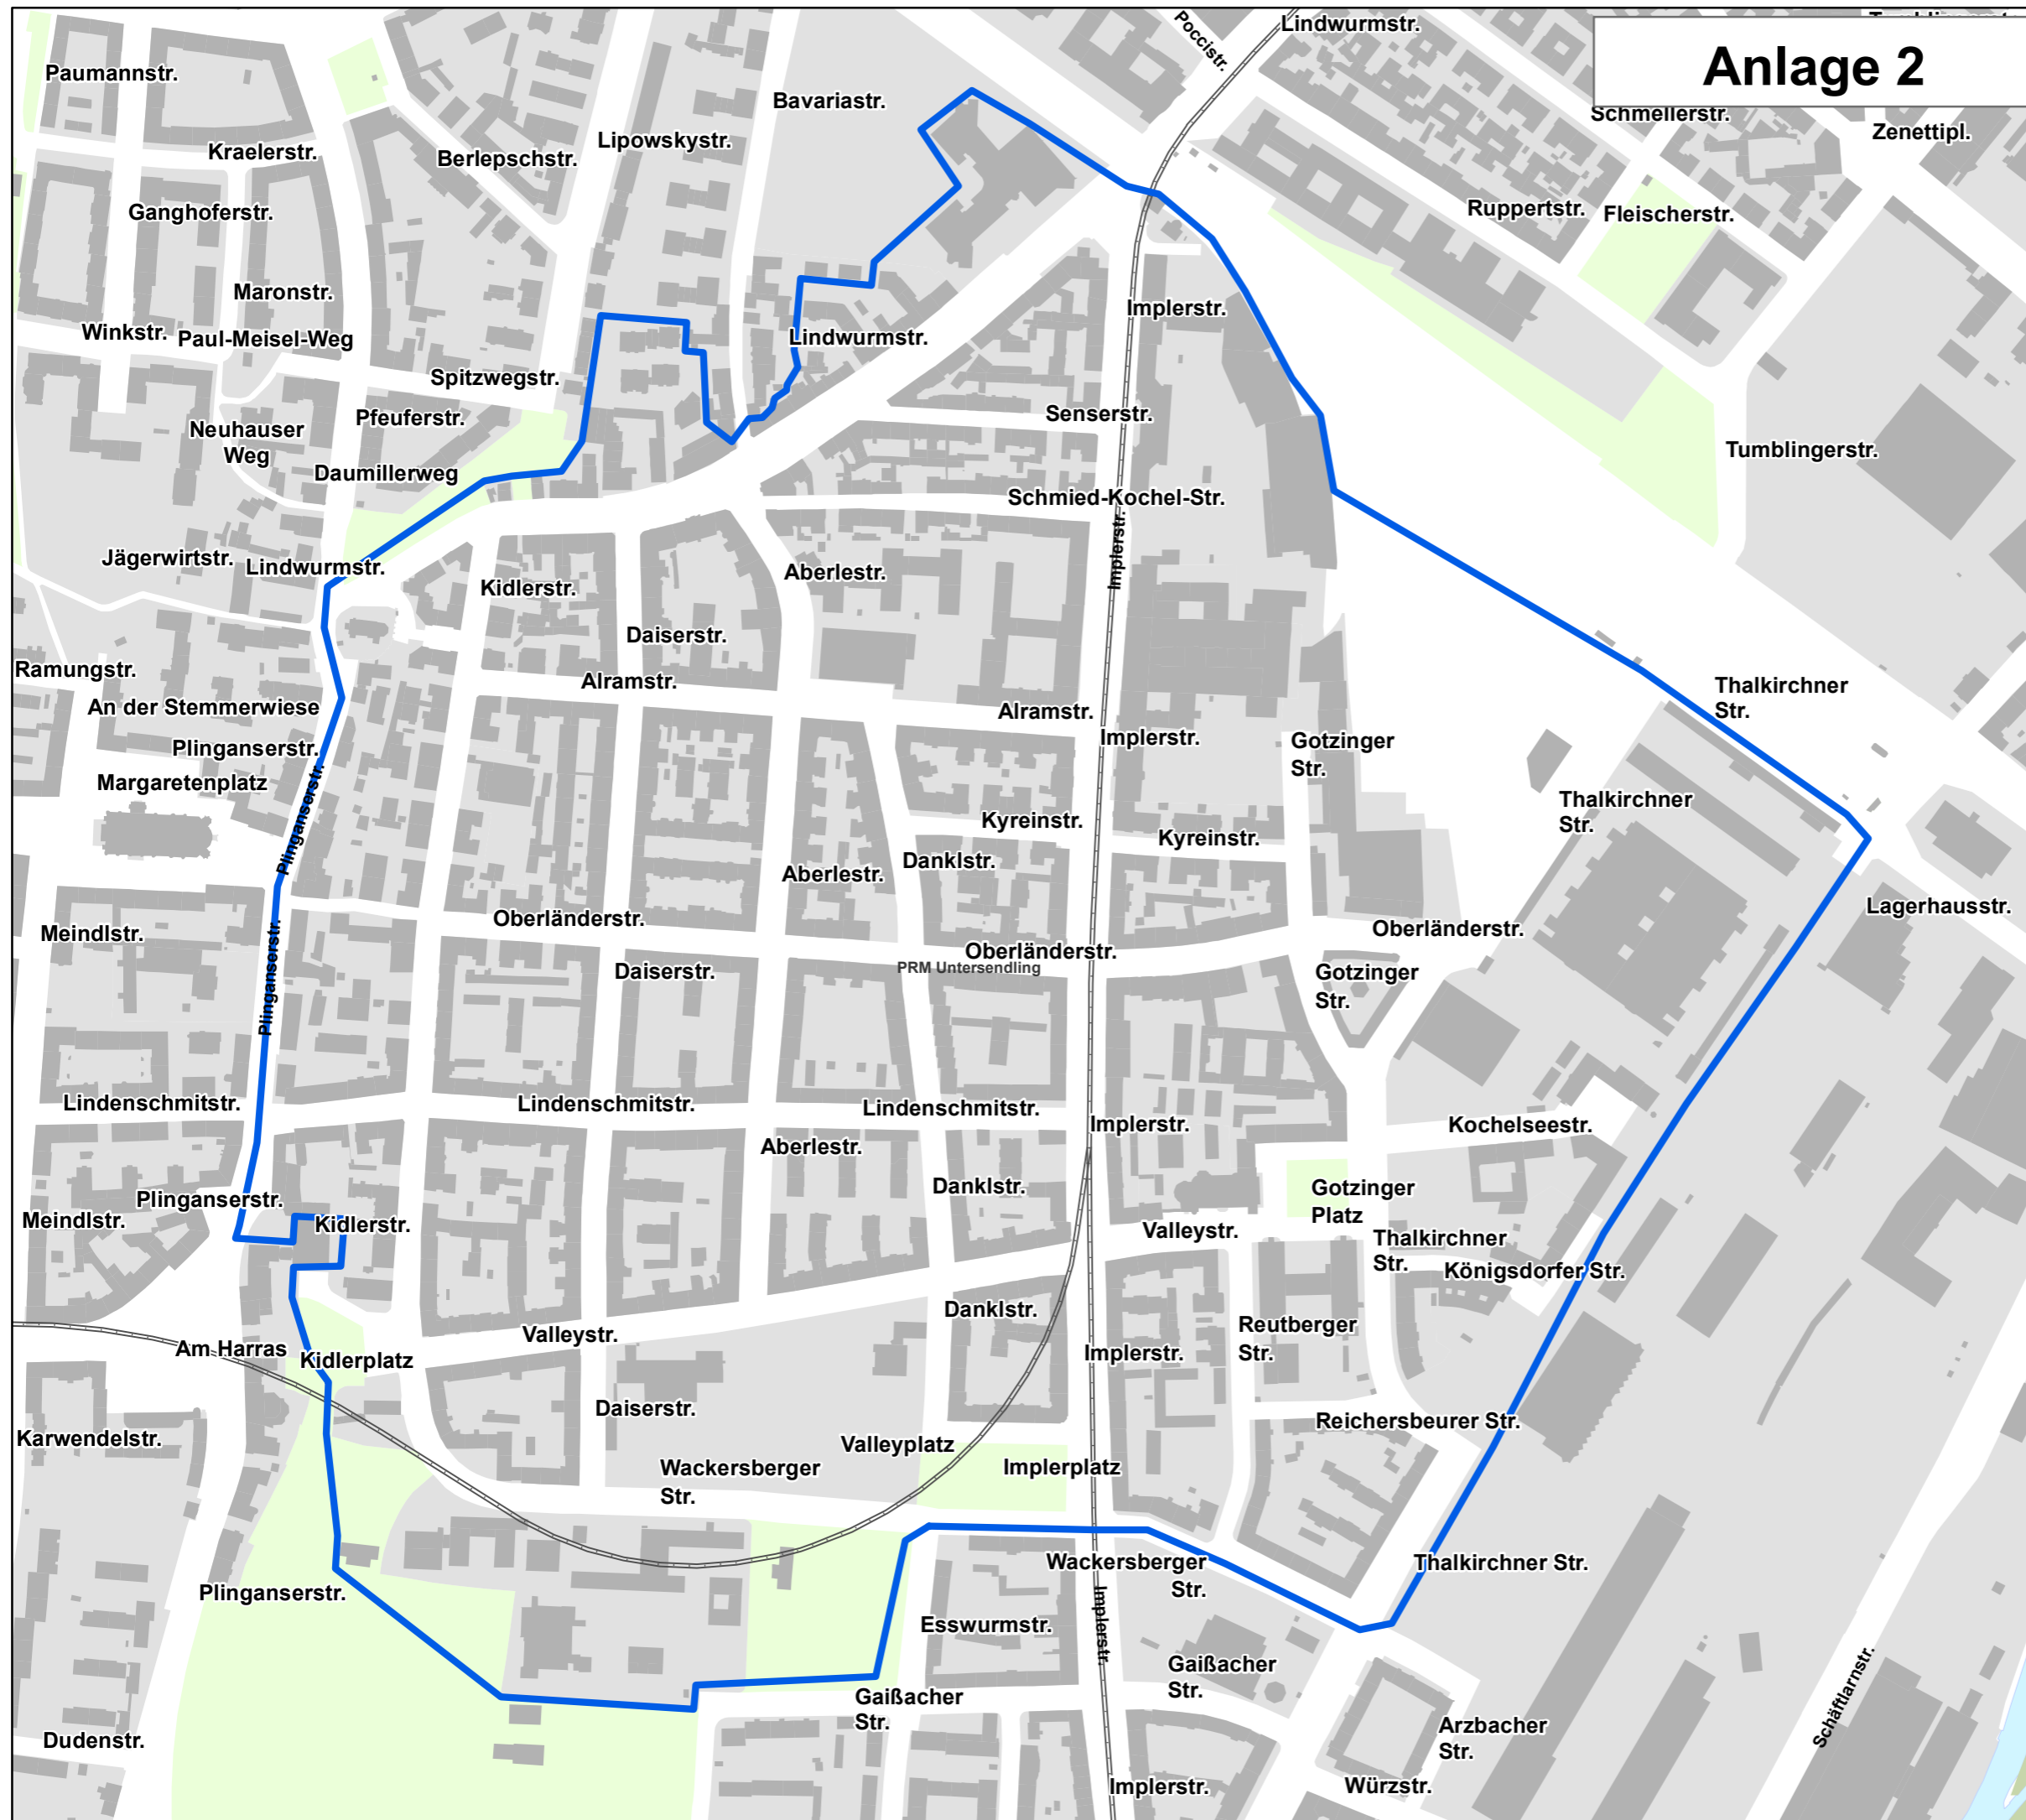 Lindwurmstr.
Poccistr.
Anlage 2
Paumannstr.
Bavariastr.
Schmellerstr.
Zenettipl.
Lipowskystr.
Kraelerstr.
Berlepschstr.
Ganghoferstr.
Ruppertstr.
Fleischerstr.
Maronstr.
Implerstr.
Winkstr.
Paul-Meisel-Weg
Lindwurmstr.
Spitzwegstr.
Pfeuferstr.
Senserstr.
Neuhauser
Weg
Tumblingerstr.
Daumillerweg
Schmied-Kochel-Str.
Implerstr.
Jägerwirtstr.
Lindwurmstr.
Aberlestr.
Kidlerstr.
Daiserstr.
Ramungstr.
Alramstr.
Thalkirchner
Str.
An der Stemmerwiese
Alramstr.
Plinganserstr.
Implerstr.
Gotzinger
Str.
Margaretenplatz
Plinganserstr.
Thalkirchner
Str.
Kyreinstr.
Kyreinstr.
Danklstr.
Aberlestr.
Lagerhausstr.
Oberländerstr.
Oberländerstr.
Meindlstr.
Oberländerstr.
PRM Untersendling
Daiserstr.
Gotzinger
Str.
Plinganserstr.
Lindenschmitstr.
Lindenschmitstr.
Lindenschmitstr.
Implerstr.
Kochelseestr.
Aberlestr.
Danklstr.
Gotzinger
Platz
Plinganserstr.
Meindlstr.
Kidlerstr.
Valleystr.
Thalkirchner
Str.
Königsdorfer Str.
Danklstr.
Reutberger
Str.
Valleystr.
Am Harras
Kidlerplatz
Implerstr.
Daiserstr.
Reichersbeurer Str.
Karwendelstr.
Valleyplatz
Wackersberger
Str.
Implerplatz
Wackersberger
Str.
Thalkirchner Str.
Plinganserstr.
Implerstr.
Esswurmstr.
Gaißacher
Str.
Gaißacher
Str.
Schäftlarnstr.
Arzbacher
Str.
Dudenstr.
Implerstr.
Würzstr.